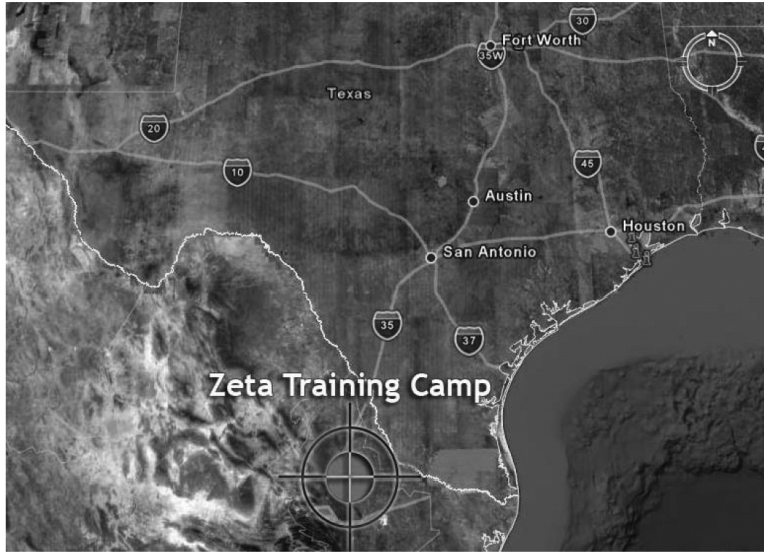 N
30
Fort Worth
35W
Texas
20
45
10
Austin
Houston
San Antonio
35
37
Zeta Training Camp